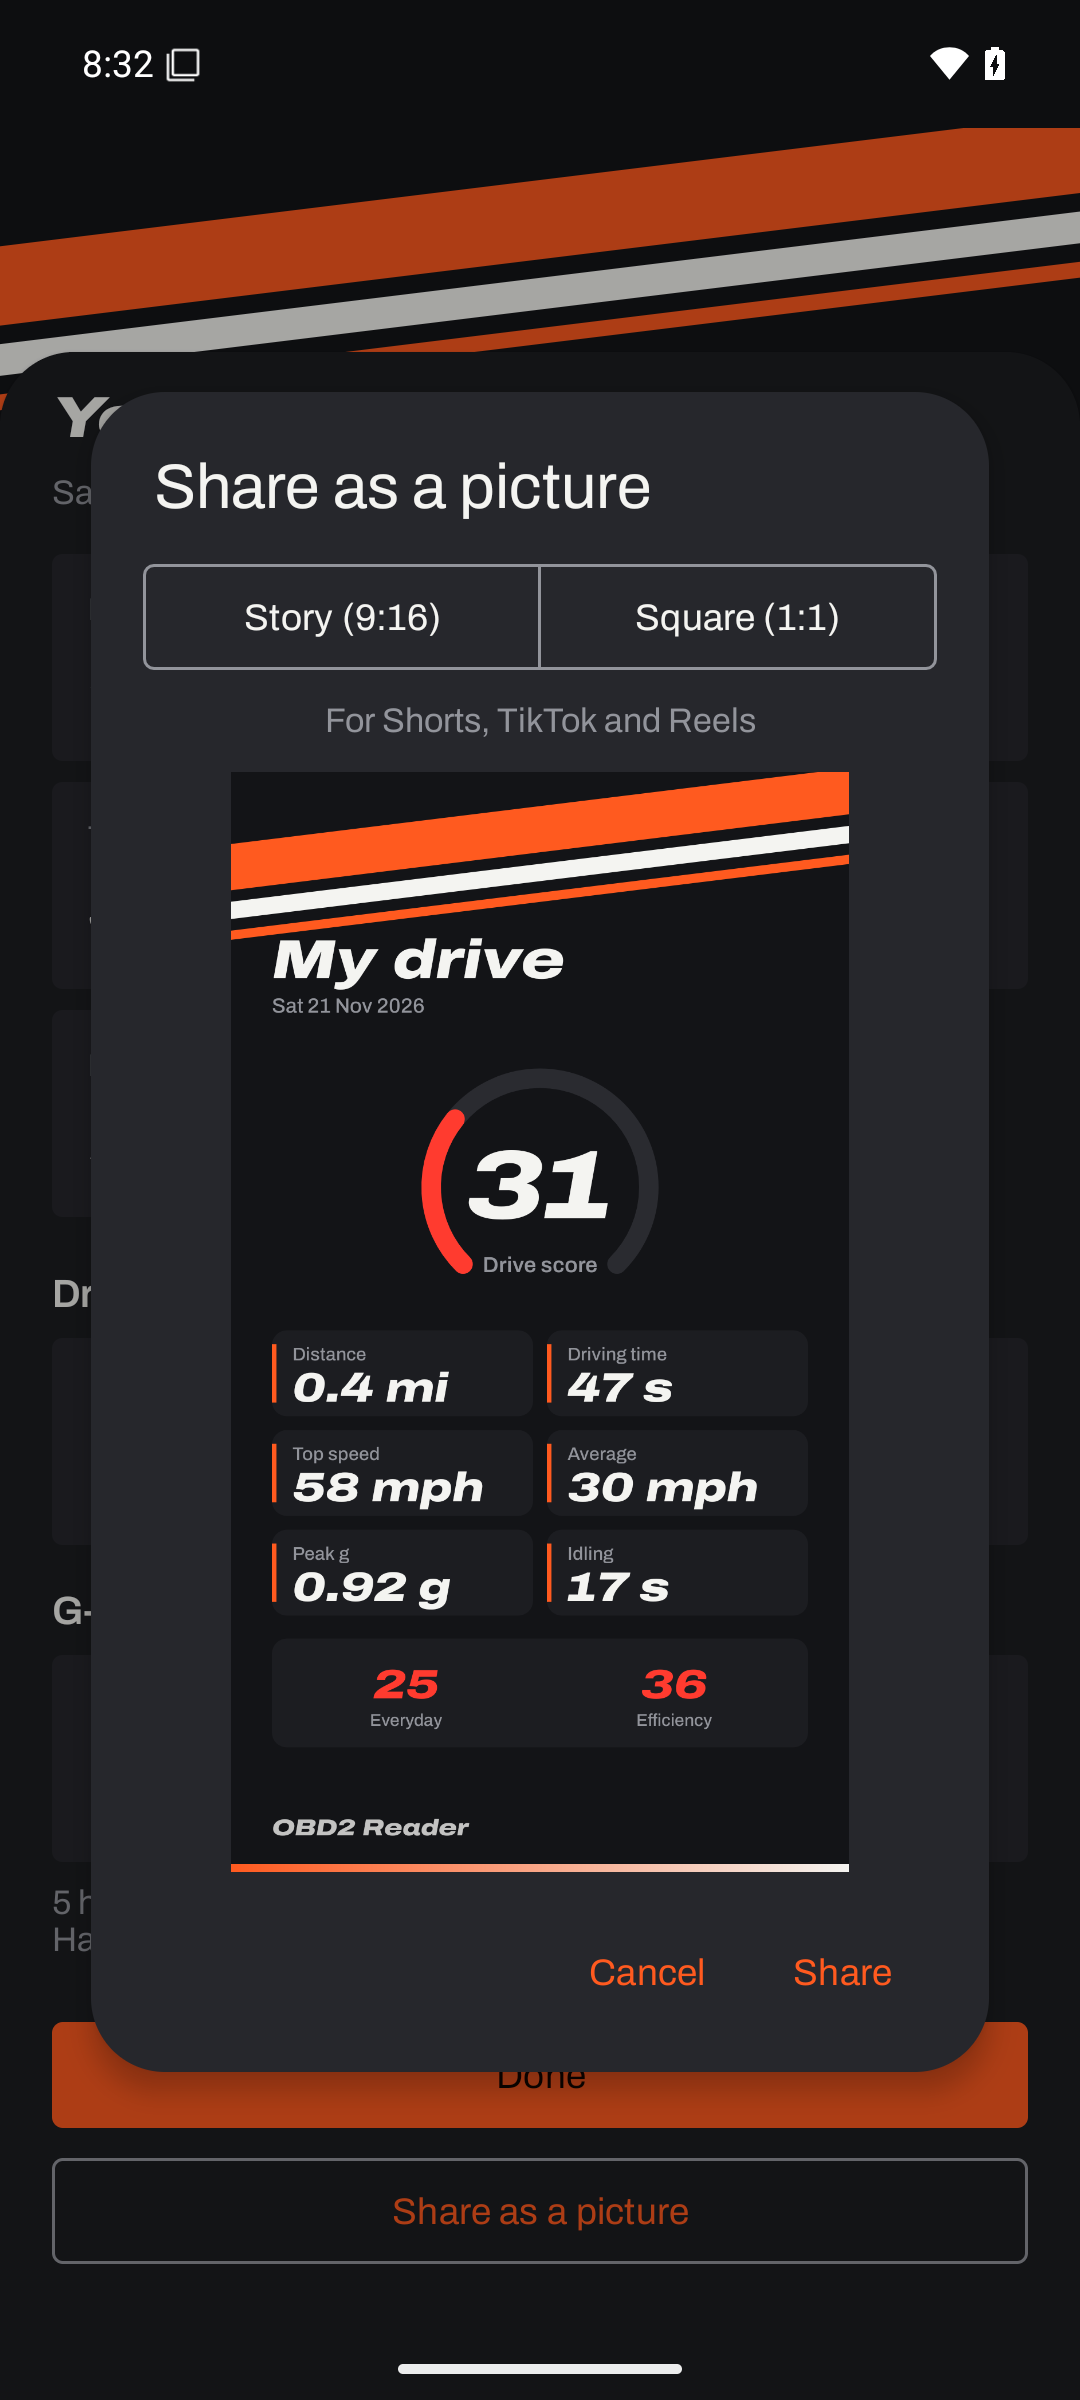 8:32
Share as a picture
Story (9:16)
Square (1:1)
For Shorts, TikTok and Reels
My drive
Sat 21 Nov 2026
31
Drive score
Distance
0.4 mi
Driving time
47 s
Top speed
58 mph
Average
30 mph
Peak g
0.92 g
Idling
17 s
25
Everyday
36
Efficiency
OBD2 Reader
Cancel
Share
Done
Share as a picture